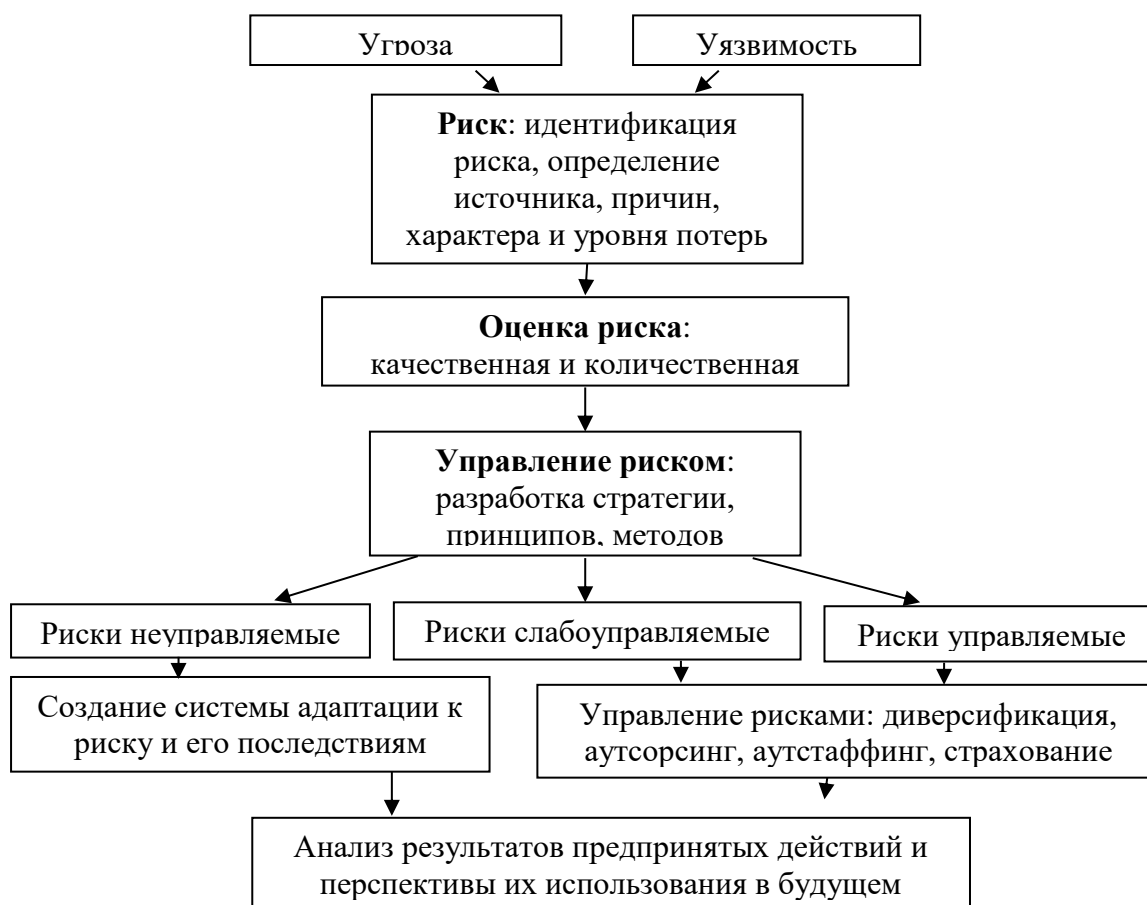 Угроза
Уязвимость
Риск: идентификация
риска, определение
источника, причин,
характера и уровня потерь
Оценка риска:
качественная и количественная
Управление риском:
разработка стратегии,
принципов, методов
Риски неуправляемые
Риски слабоуправляемые
Риски управляемые
Создание системы адаптации к
риску и его последствиям
Управление рисками: диверсификация,
аутсорсинг, аутстаффинг, страхование
Анализ результатов предпринятых действий и
перспективы их использования в будущем